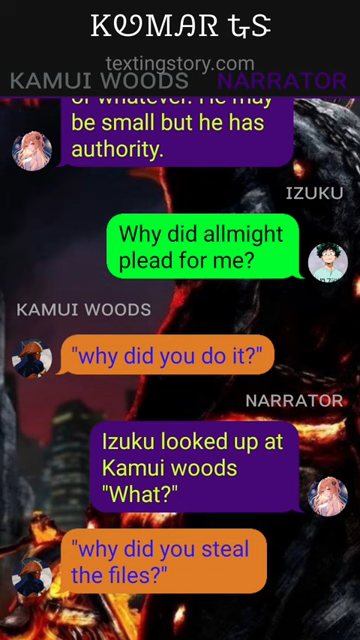 KUMAR GS
textingstory.com
KAMUI WOODS NARRATOR
or whatever. He may
be small but he has
authority.
IZUKU
Why did allmight
plead for me?
KAMUI WOODS
"why did you do it?"
NARRATOR
Izuku looked up at
Kamui woods
"What?"
"why did you steal
the files?"